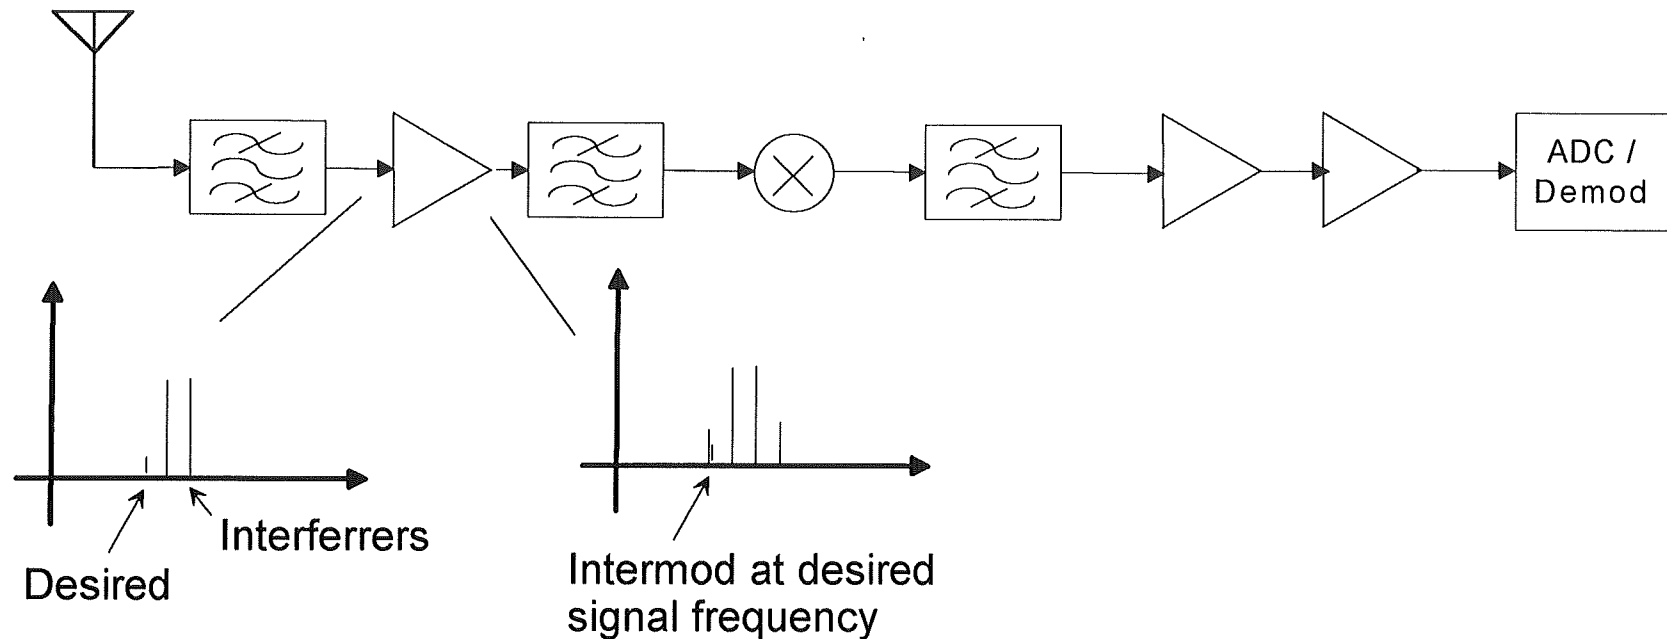 ADC /
Demod
Interferrers
Desired
Intermod at desired
signal frequency